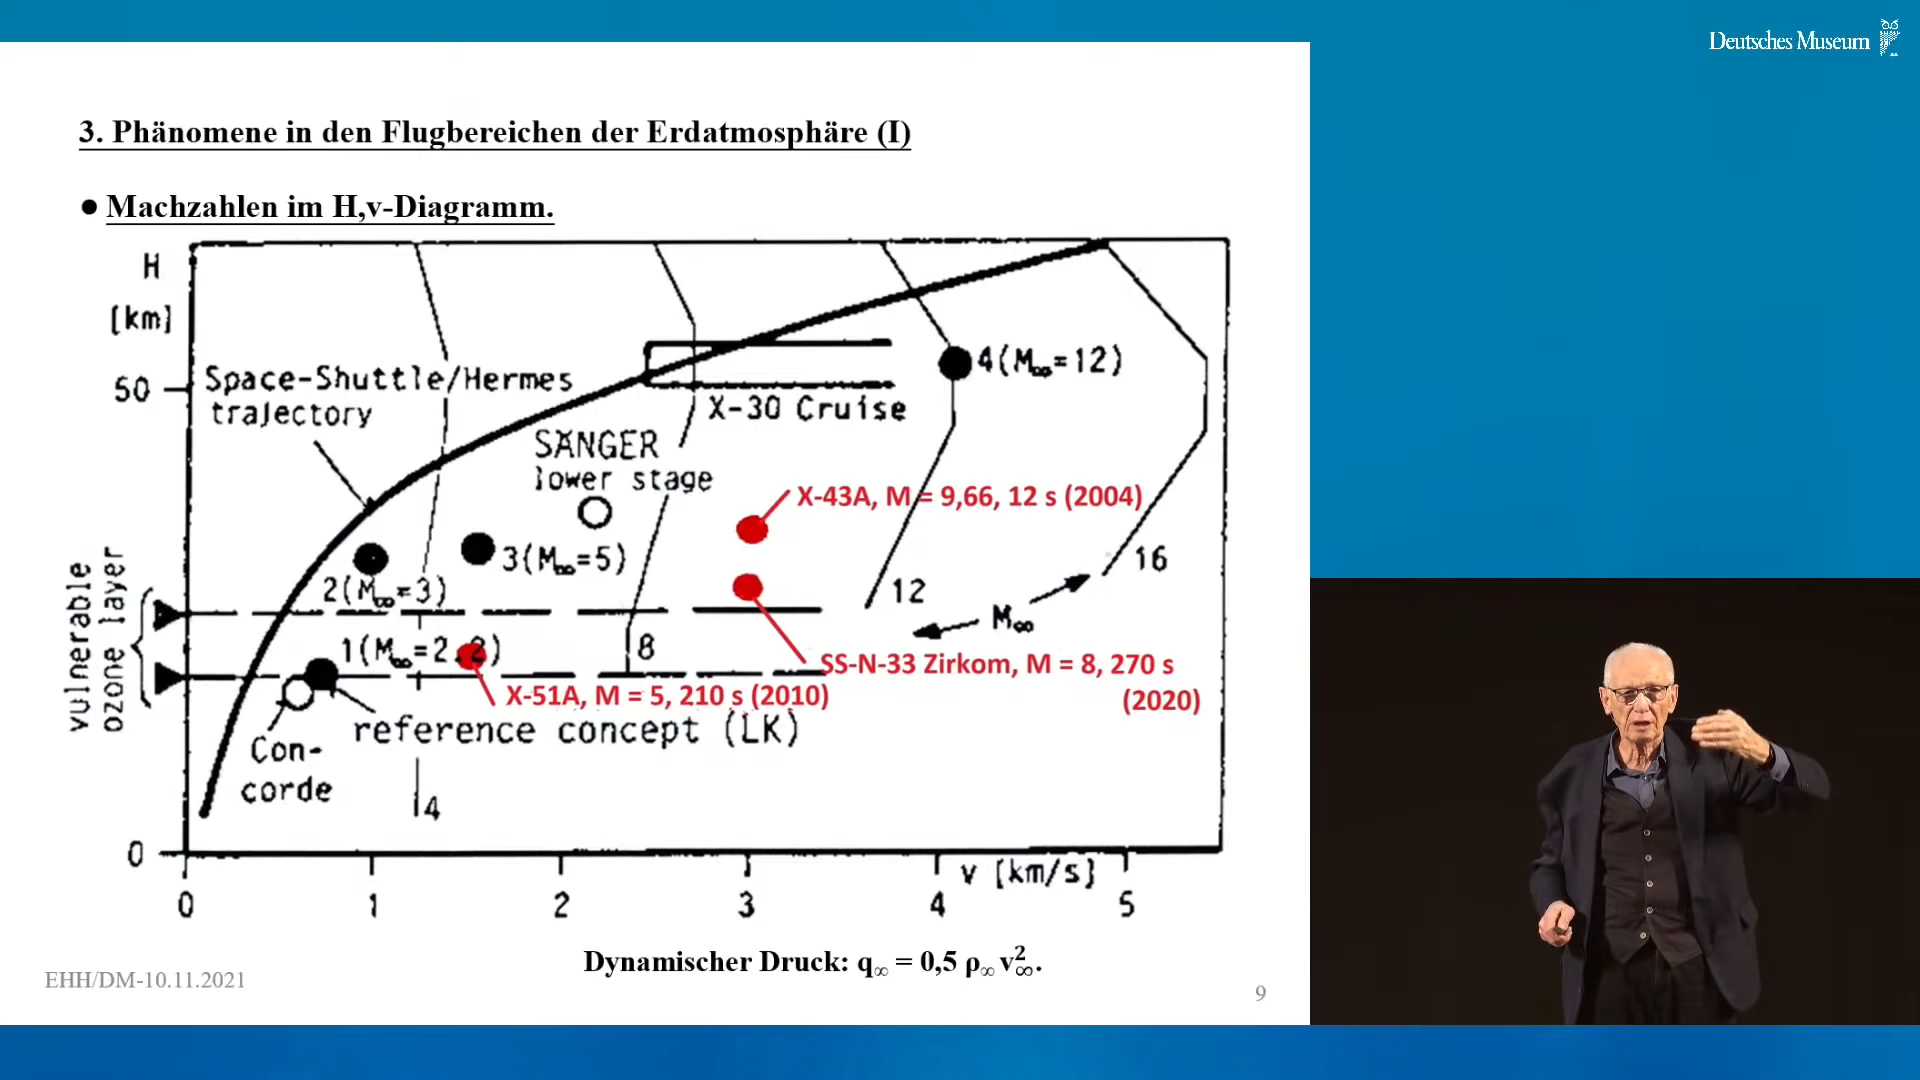 Deutsches Museum
3. Phänomene in den Flugbereichen der Erdatmosphäre (I)
● Machzahlen im H,v-Diagramm.
H
[km]
50
0
Space-Shuttle/Hermes
trajectory
X-30 Cruise
4(M∞=12)
SÄNGER
lower stage
X-43A, M = 9,66, 12 s (2004)
3(M∞=5)
2(M∞=3)
16
12
M∞
vulnerable
ozone layer
1(M∞=2.2)
8
SS-N-33 Zirkom, M = 8, 270 s
(2020)
X-51A, M = 5, 210 s (2010)
reference concept (LK)
Con-
corde
4
v [km/s]
0 1 2 3 4 5
Dynamischer Druck: q∞ = 0,5 ρ∞ v²∞.
EHH/DM-10.11.2021
9